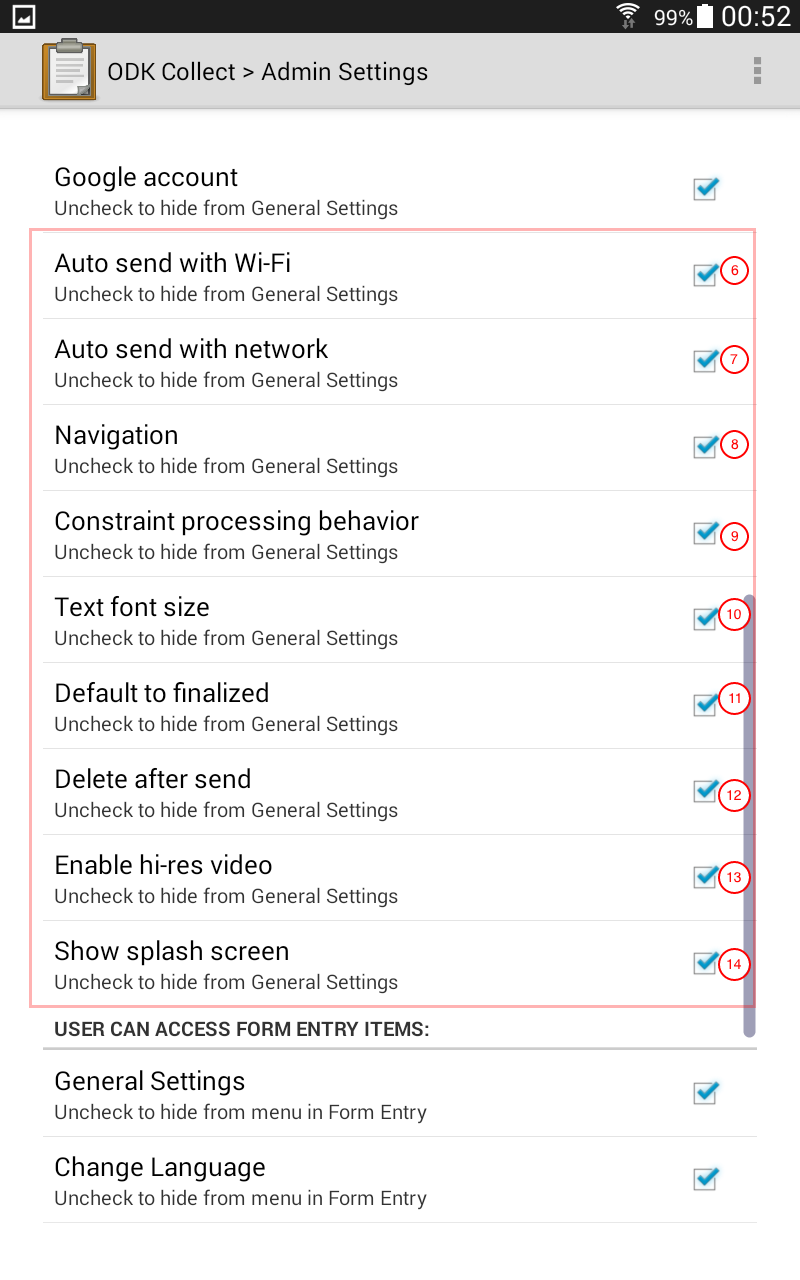 99% 00:52
ODK Collect > Admin Settings
Google account
Uncheck to hide from General Settings
Auto send with Wi-Fi
Uncheck to hide from General Settings
6
Auto send with network
Uncheck to hide from General Settings
7
Navigation
Uncheck to hide from General Settings
8
Constraint processing behavior
Uncheck to hide from General Settings
9
Text font size
Uncheck to hide from General Settings
10
Default to finalized
Uncheck to hide from General Settings
11
Delete after send
Uncheck to hide from General Settings
12
Enable hi-res video
Uncheck to hide from General Settings
13
Show splash screen
Uncheck to hide from General Settings
14
USER CAN ACCESS FORM ENTRY ITEMS:
General Settings
Uncheck to hide from menu in Form Entry
Change Language
Uncheck to hide from menu in Form Entry